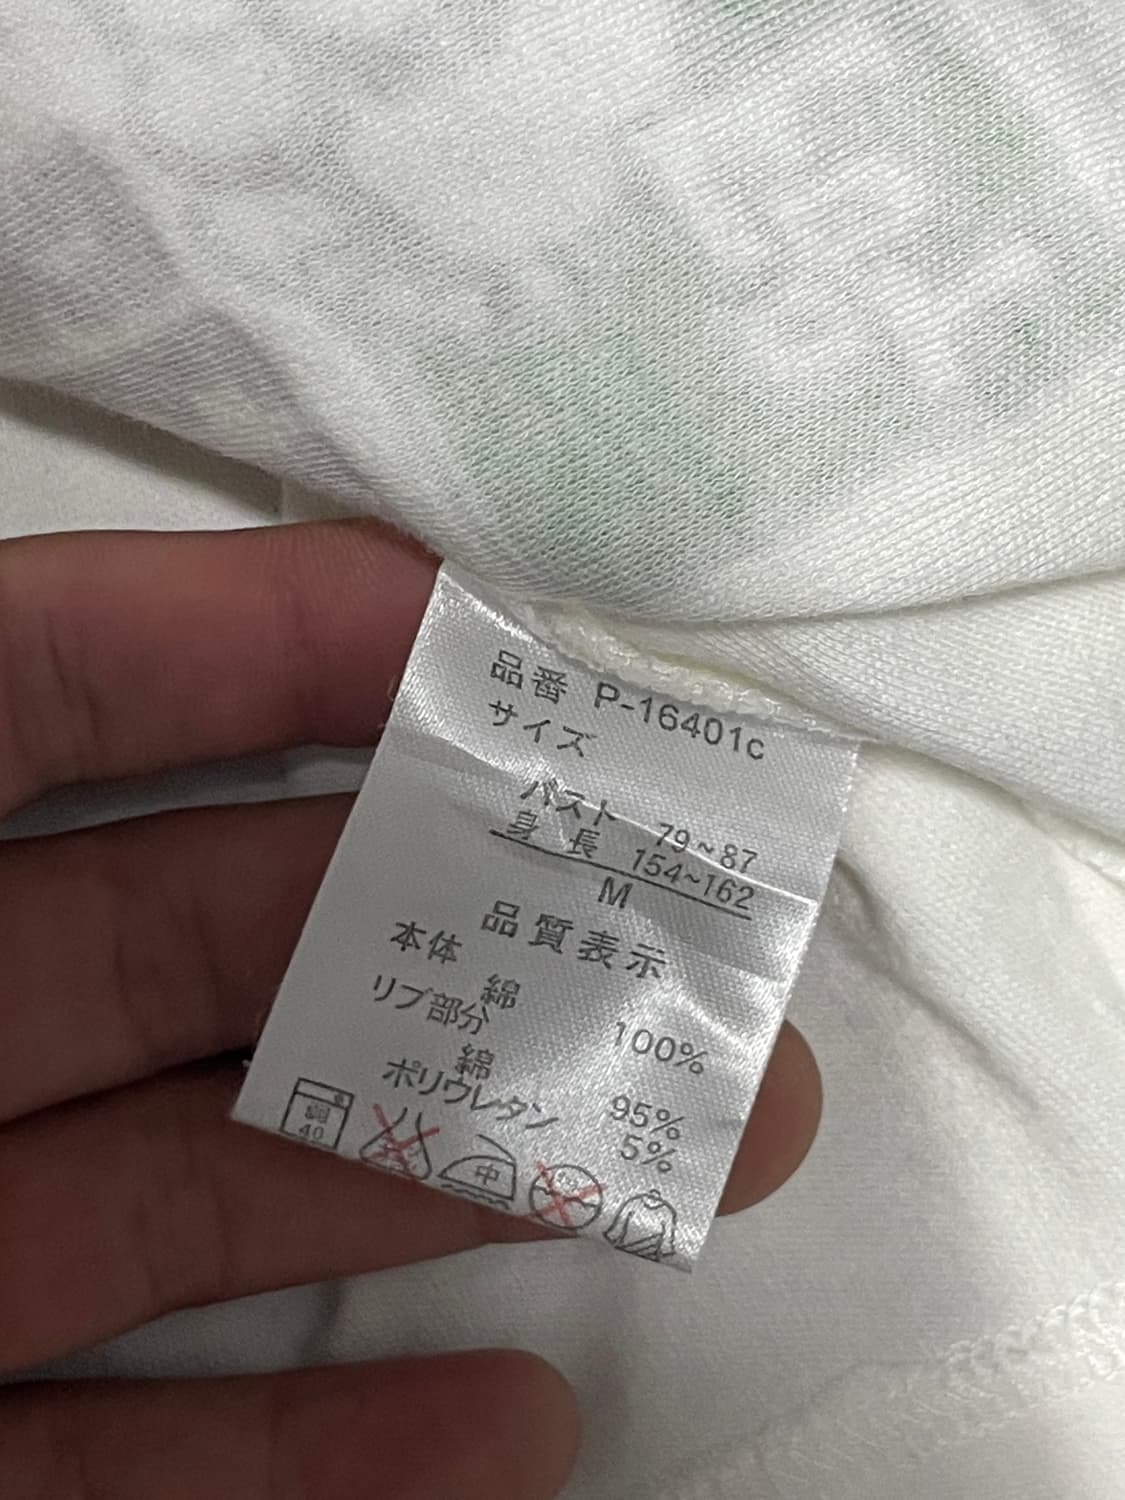 品番 P-16401c
サイズ
バスト 79~87
身長 154~162
M
品質表示
本体
綿 100%
リブ部分
綿 95%
ポリウレタン 5%
40
中